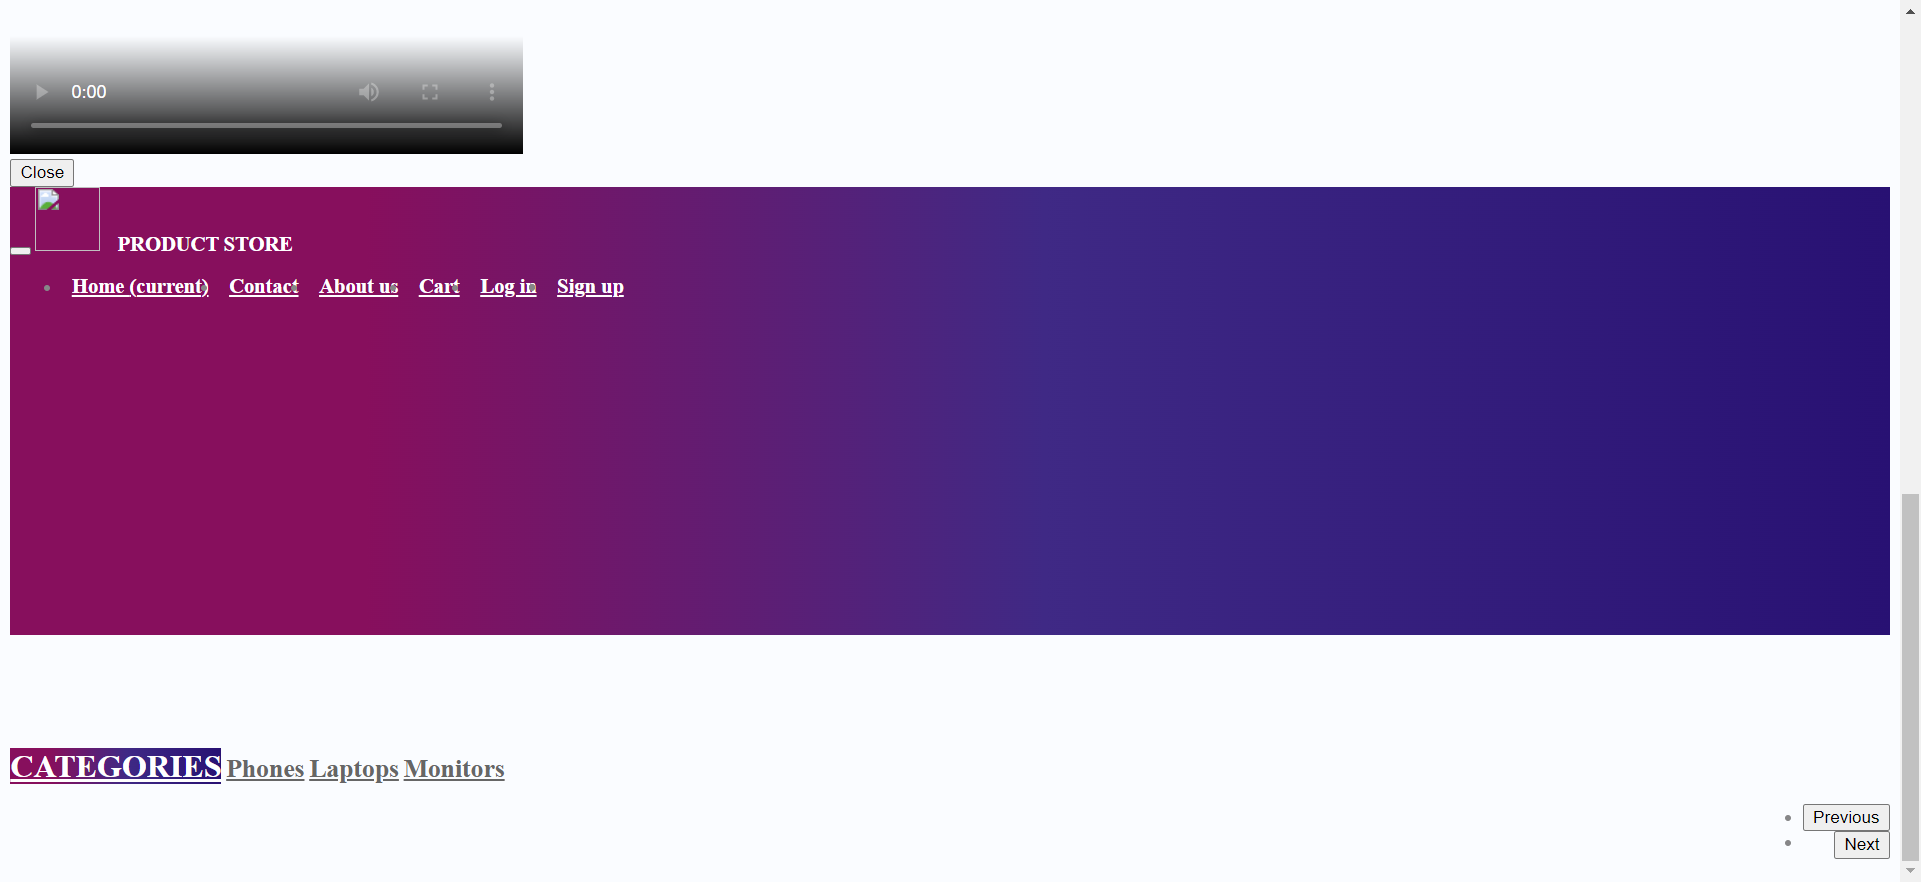 0:00
Close
PRODUCT STORE
Home (current) Contact About us Cart Log in Sign up
CATEGORIES Phones Laptops Monitors
Previous
Next